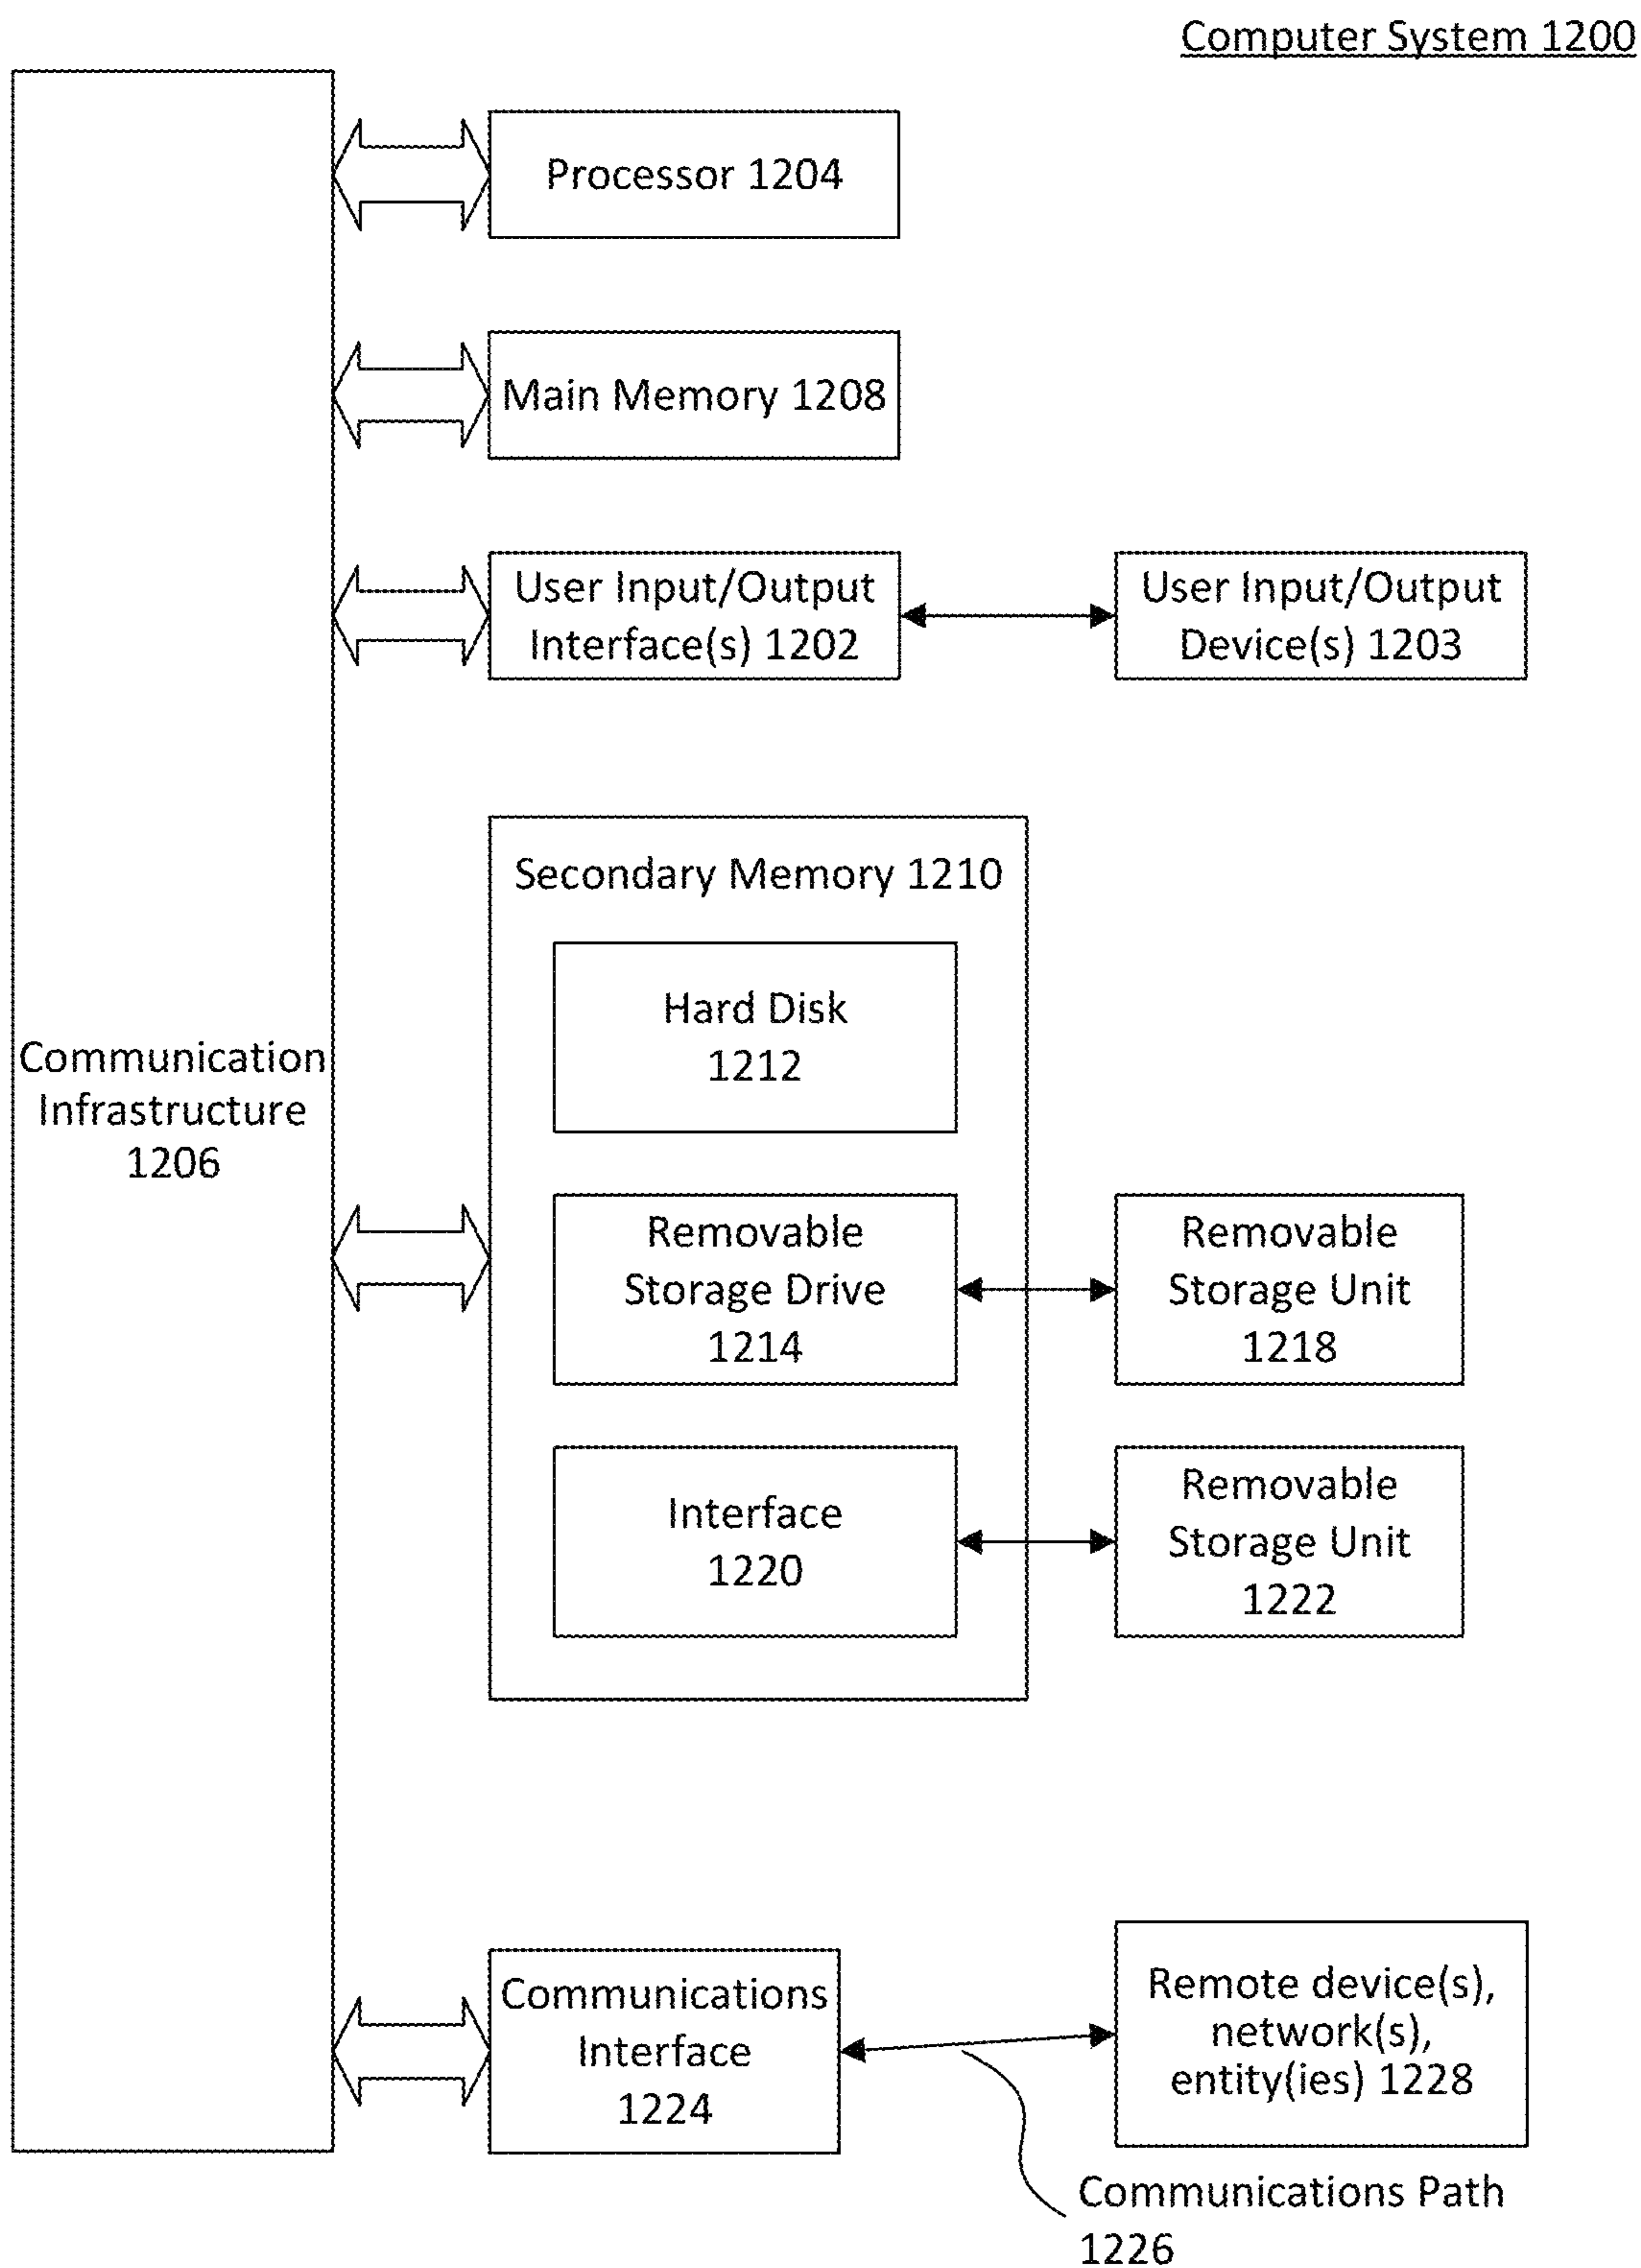 Computer System 1200
Processor 1204
Main Memory 1208
User Input/Output
Interface(s) 1202
User Input/Output
Device(s) 1203
Secondary Memory 1210
Hard Disk
1212
Communication
Infrastructure
1206
Removable
Storage Drive
1214
Removable
Storage Unit
1218
Interface
1220
Removable
Storage Unit
1222
Communications
Interface
1224
Remote device(s),
network(s),
entity(ies) 1228
Communications Path
1226